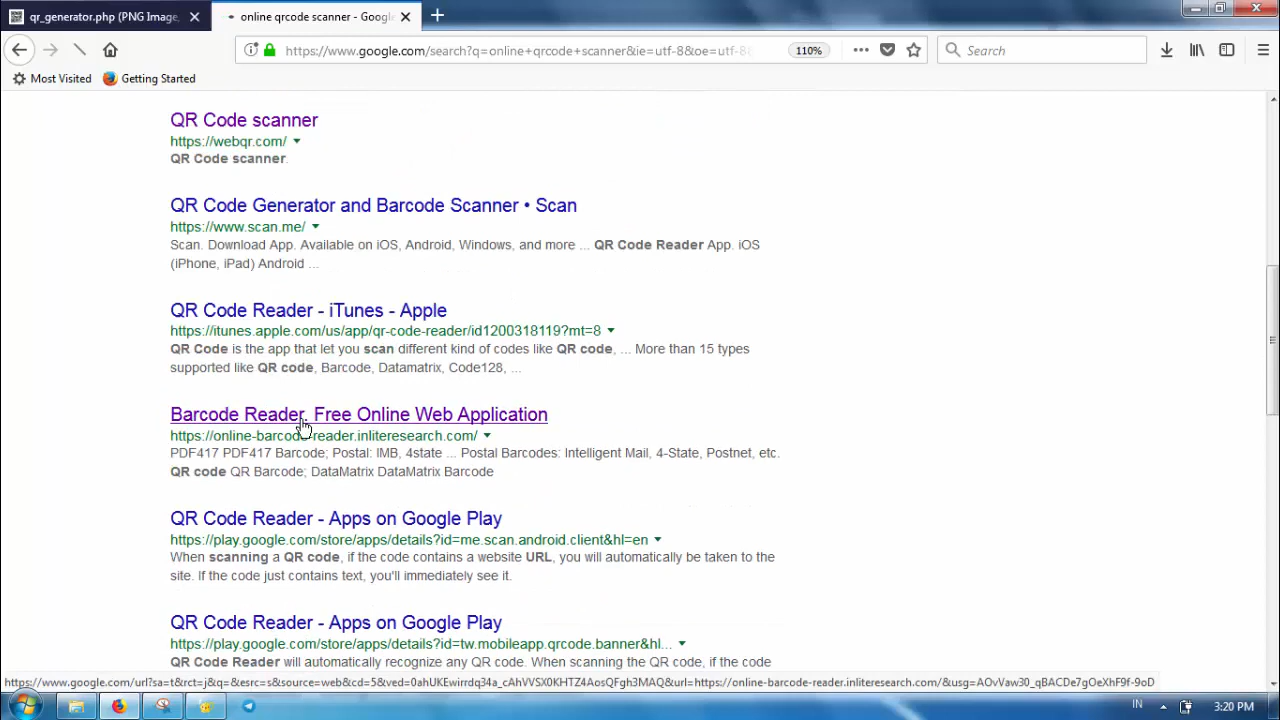 qr_generator.php (PNG Image,
online qrcode scanner - Goog
https://www.google.com/search?q=online+qrcode+scanner&ie=utf-8&oe=utf-8
110%
Search
Most Visited
Getting Started
QR Code scanner
https://webqr.com/
QR Code scanner.
QR Code Generator and Barcode Scanner • Scan
https://www.scan.me/
Scan. Download App. Available on iOS, Android, Windows, and more ... QR Code Reader App. iOS
(iPhone, iPad) Android ...
QR Code Reader - iTunes - Apple
https://itunes.apple.com/us/app/qr-code-reader/id1200318119?mt=8
QR Code is the app that let you scan different kind of codes like QR code, ... More than 15 types
supported like QR code, Barcode, Datamatrix, Code128, ...
Barcode Reader. Free Online Web Application
https://online-barcode-reader.inliteresearch.com/
PDF417 PDF417 Barcode; Postal: IMB, 4state ... Postal Barcodes: Intelligent Mail, 4-State, Postnet, etc.
QR code QR Barcode; DataMatrix DataMatrix Barcode
QR Code Reader - Apps on Google Play
https://play.google.com/store/apps/details?id=me.scan.android.client&hl=en
When scanning a QR code, if the code contains a website URL, you will automatically be taken to the
site. If the code just contains text, you'll immediately see it.
QR Code Reader - Apps on Google Play
https://play.google.com/store/apps/details?id=tw.mobileapp.qrcode.banner&hl...
QR Code Reader will automatically recognize any QR code. When scanning the QR code, if the code
https://www.google.com/url?sa=t&rct=j&q=&esrc=s&source=web&cd=5&ved=0ahUKEwirrdq34a_cAhVVSX0KHTZ4AosQFgh3MAQ&url=https://online-barcode-reader.inliteresearch.com/&usg=AOvVaw30_qBACDe7gOeXhF9f-9oD
IN
3:20 PM